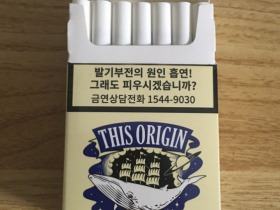 발기부전의 원인 흡연!
그래도 피우시겠습니까?
금연상담전화 1544-9030
THIS ORIGIN